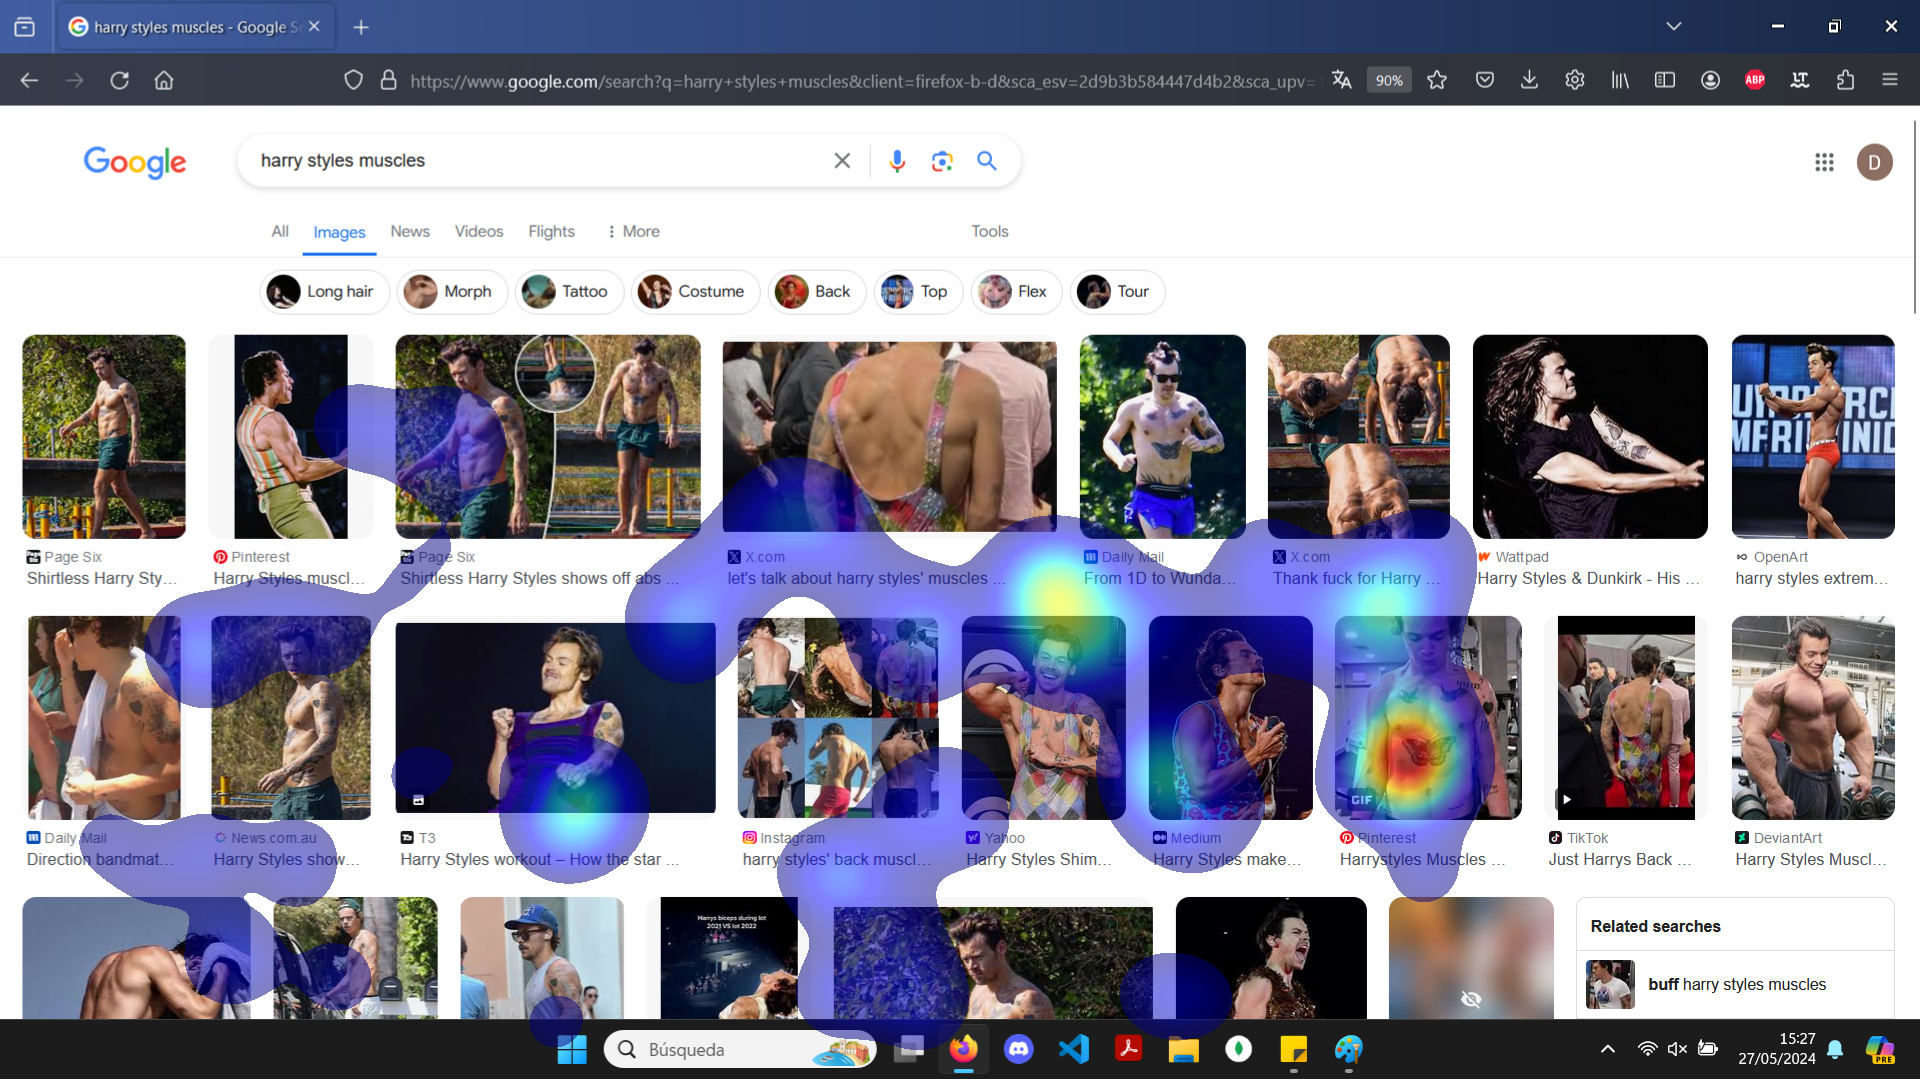 harry styles muscles - Google Se
https://www.google.com/search?q=harry+styles+muscles&client=firefox-b-d&sca_esv=2d9b3b584447d4b2&sca_upv=
90%
ABP
Google
harry styles muscles
D
All
Images
News
Videos
Flights
More
Tools
Long hair
Morph
Tattoo
Costume
Back
Top
Flex
Tour
Page Six
Shirtless Harry Sty...
Pinterest
Harry Styles muscl...
Page Six
Shirtless Harry Styles shows off abs ...
X.com
let's talk about harry styles' muscles ...
Daily Mail
From 1D to Wunda...
X.com
Thank fuck for Harry ...
Wattpad
Harry Styles & Dunkirk - His ...
OpenArt
harry styles extrem...
Daily Mail
Direction bandmat...
News.com.au
Harry Styles show...
T3
Harry Styles workout – How the star ...
Instagram
harry styles' back muscl...
Yahoo
Harry Styles Shim...
Medium
Harry Styles make...
GIF
Pinterest
Harrystyles Muscles ...
TikTok
Just Harrys Back ...
DeviantArt
Harry Styles Muscl...
Harrys biceps during lot
2021 VS lot 2022
Related searches
buff harry styles muscles
Búsqueda
15:27
27/05/2024
PRE